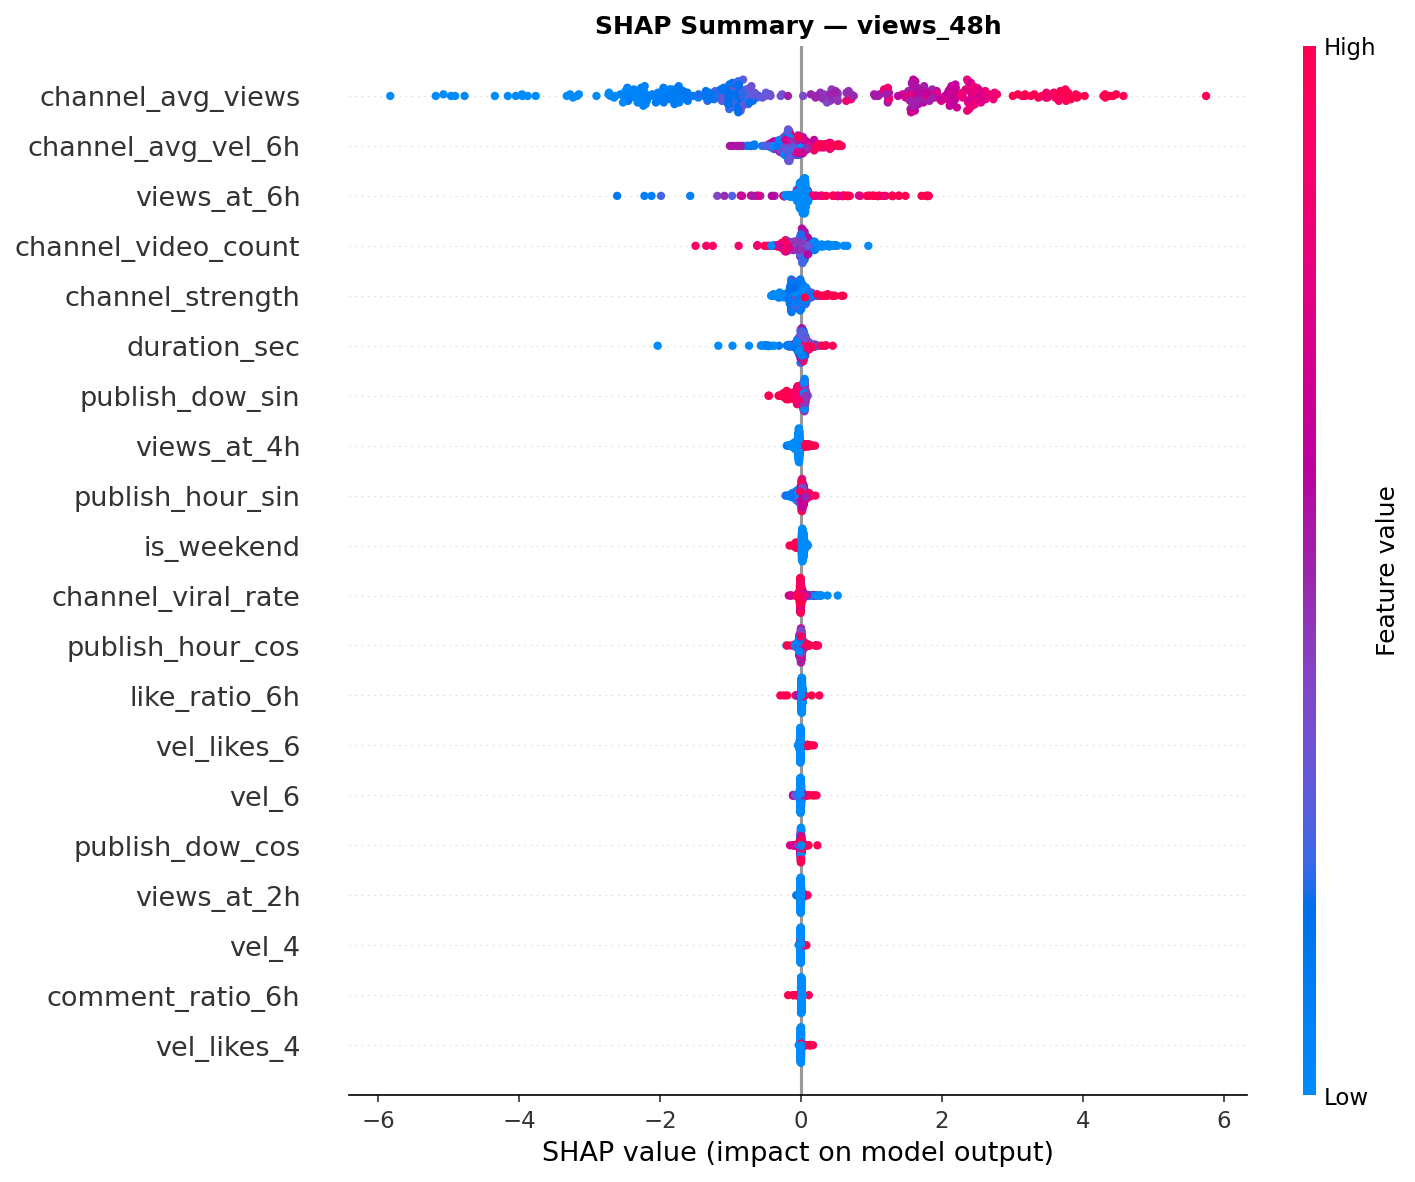 SHAP Summary — views_48h
High
channel_avg_views
channel_avg_vel_6h
views_at_6h
channel_video_count
channel_strength
duration_sec
publish_dow_sin
views_at_4h
publish_hour_sin
is_weekend
channel_viral_rate
publish_hour_cos
like_ratio_6h
vel_likes_6
vel_6
publish_dow_cos
views_at_2h
vel_4
comment_ratio_6h
vel_likes_4
Feature value
Low
−6 −4 −2 0 2 4 6
SHAP value (impact on model output)